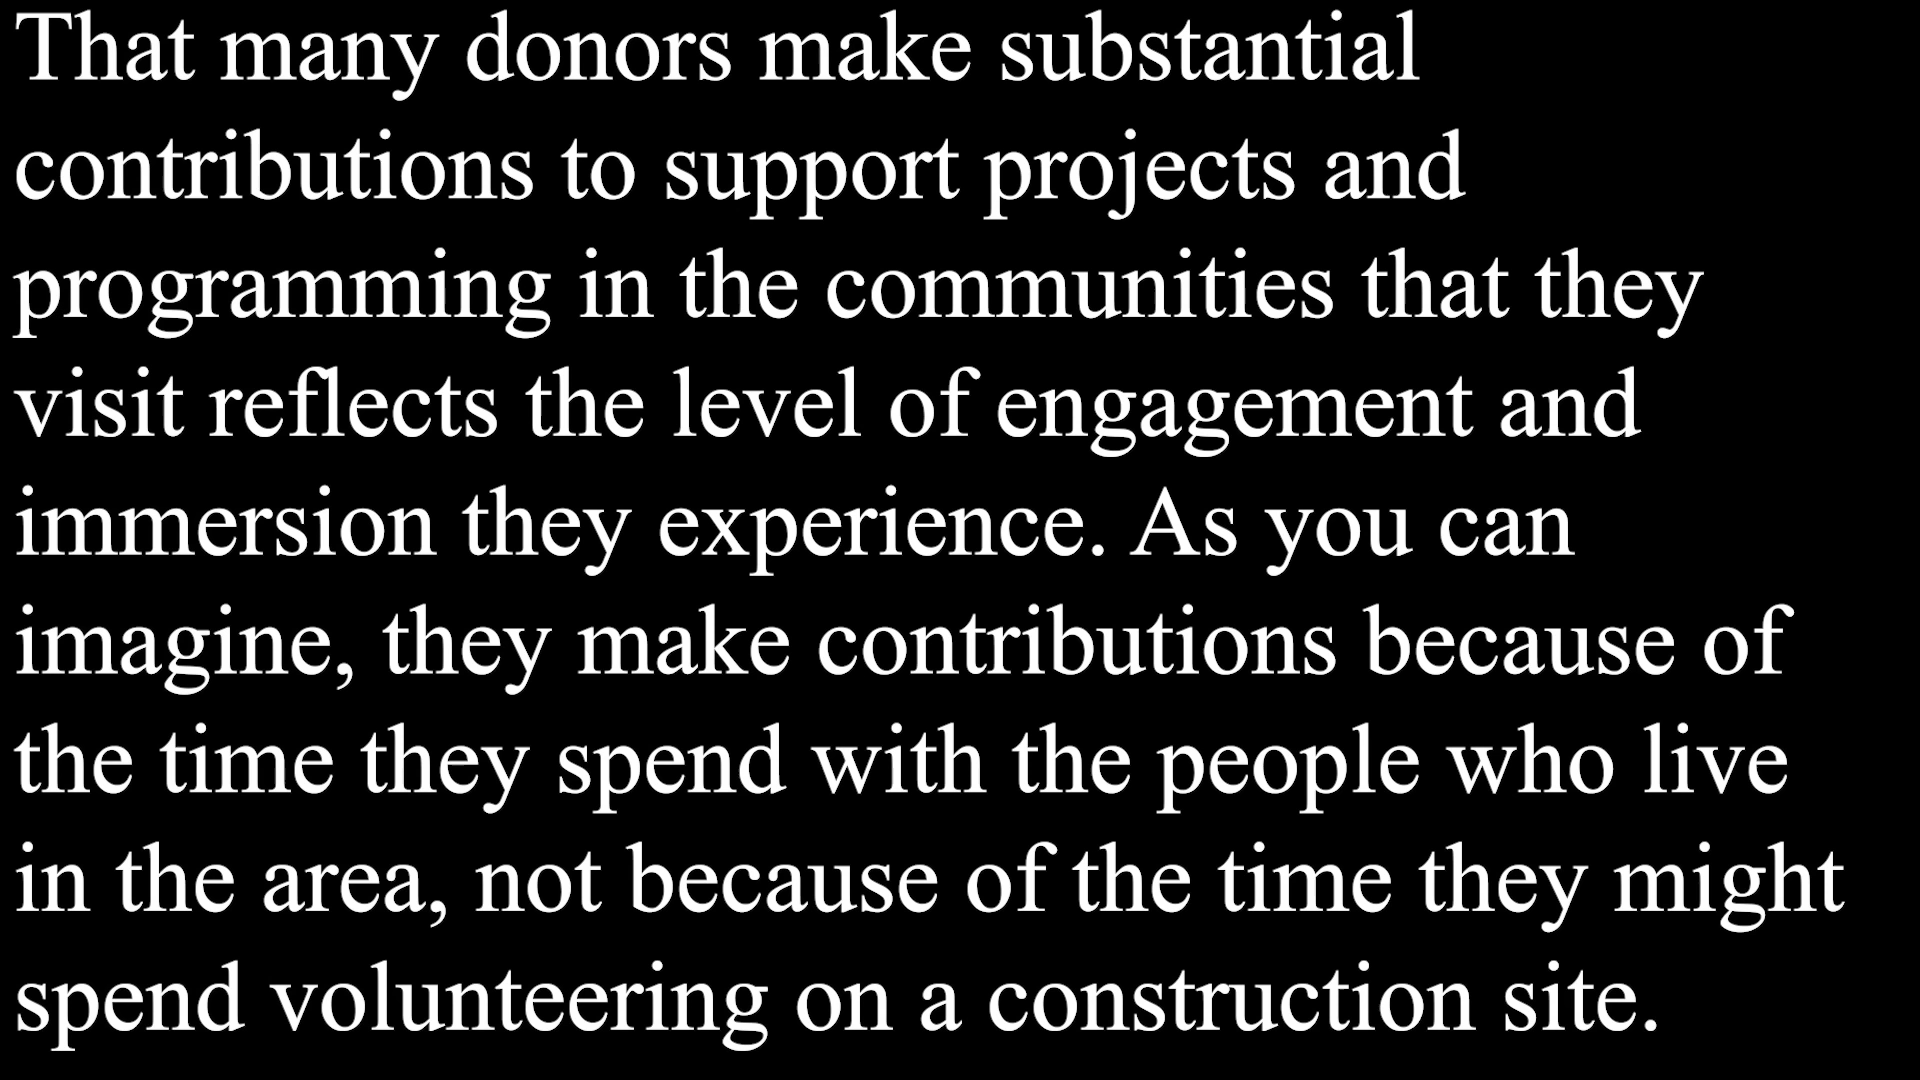 That many donors make substantial
contributions to support projects and
programming in the communities that they
visit reflects the level of engagement and
immersion they experience. As you can
imagine, they make contributions because of
the time they spend with the people who live
in the area, not because of the time they might
spend volunteering on a construction site.